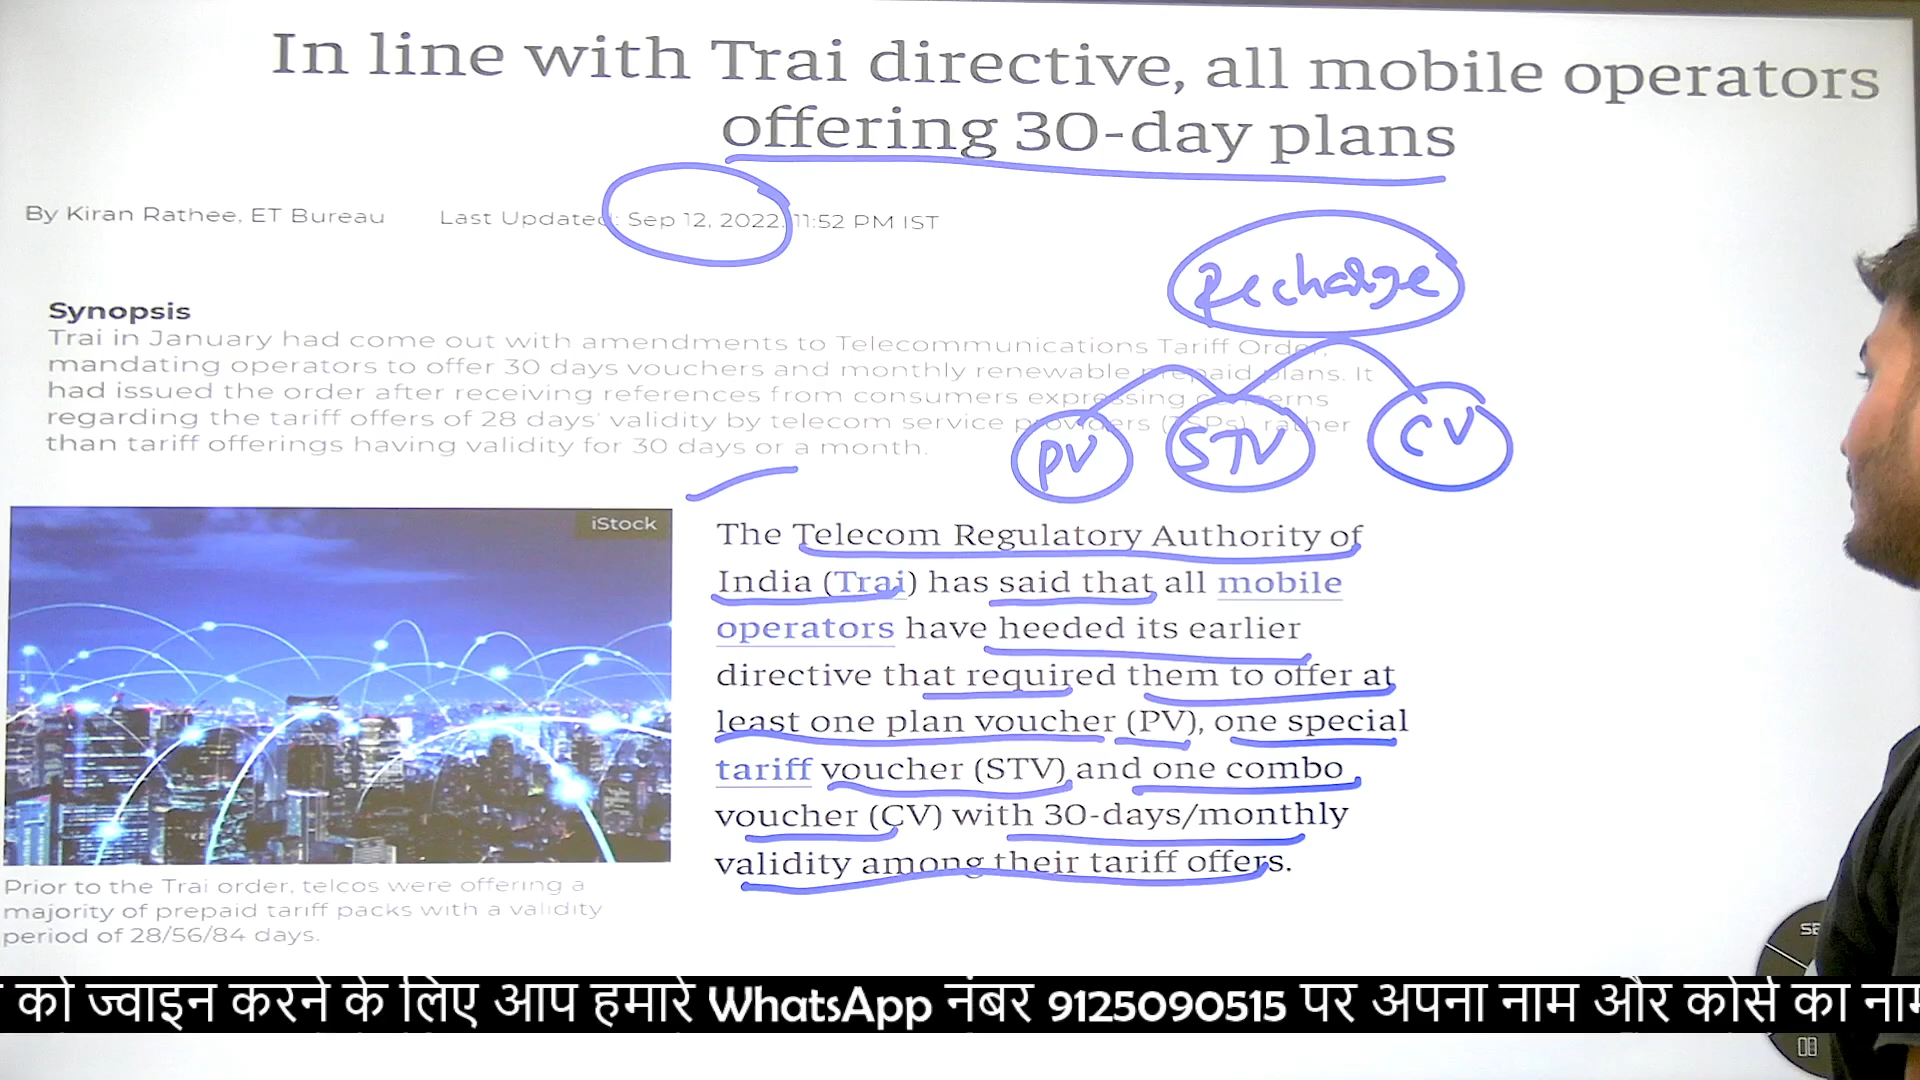 In line with Trai directive, all mobile operators
offering 30-day plans
By Kiran Rathee, ET Bureau Last Updated: Sep 12, 2022, 11:52 PM IST
Recharge
Synopsis
Trai in January had come out with amendments to Telecommunications Tariff Order,
mandating operators to offer 30 days vouchers and monthly renewable prepaid plans. It
had issued the order after receiving references from consumers expressing concerns
regarding the tariff offers of 28 days' validity by telecom service providers (TSPs), rather
than tariff offerings having validity for 30 days or a month.
PV STV CV
iStock
The Telecom Regulatory Authority of
India (Trai) has said that all mobile
operators have heeded its earlier
directive that required them to offer at
least one plan voucher (PV), one special
tariff voucher (STV) and one combo
voucher (CV) with 30-days/monthly
validity among their tariff offers.
Prior to the Trai order, telcos were offering a
majority of prepaid tariff packs with a validity
period of 28/56/84 days.
को ज्वाइन करने के लिए आप हमारे WhatsApp नंबर 9125090515 पर अपना नाम और कोर्स का